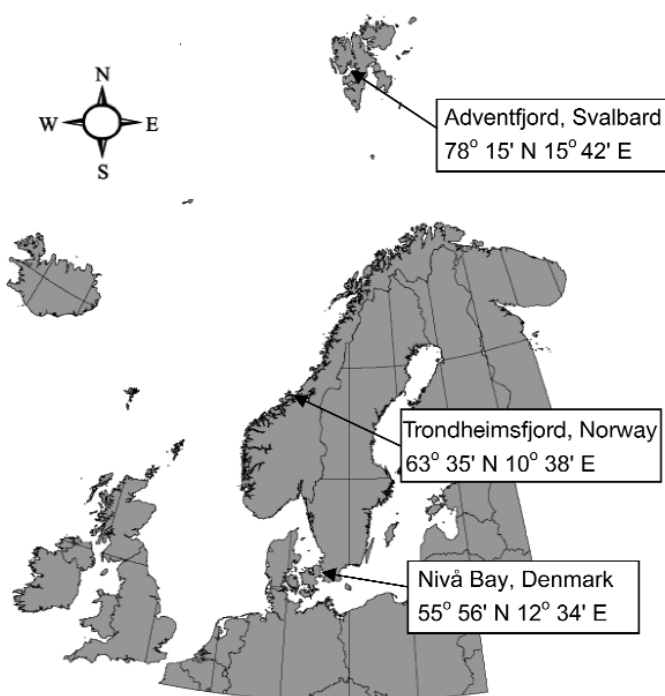 N
W E
S
Adventfjord, Svalbard
78° 15' N 15° 42' E
Trondheimsfjord, Norway
63° 35' N 10° 38' E
Nivå Bay, Denmark
55° 56' N 12° 34' E